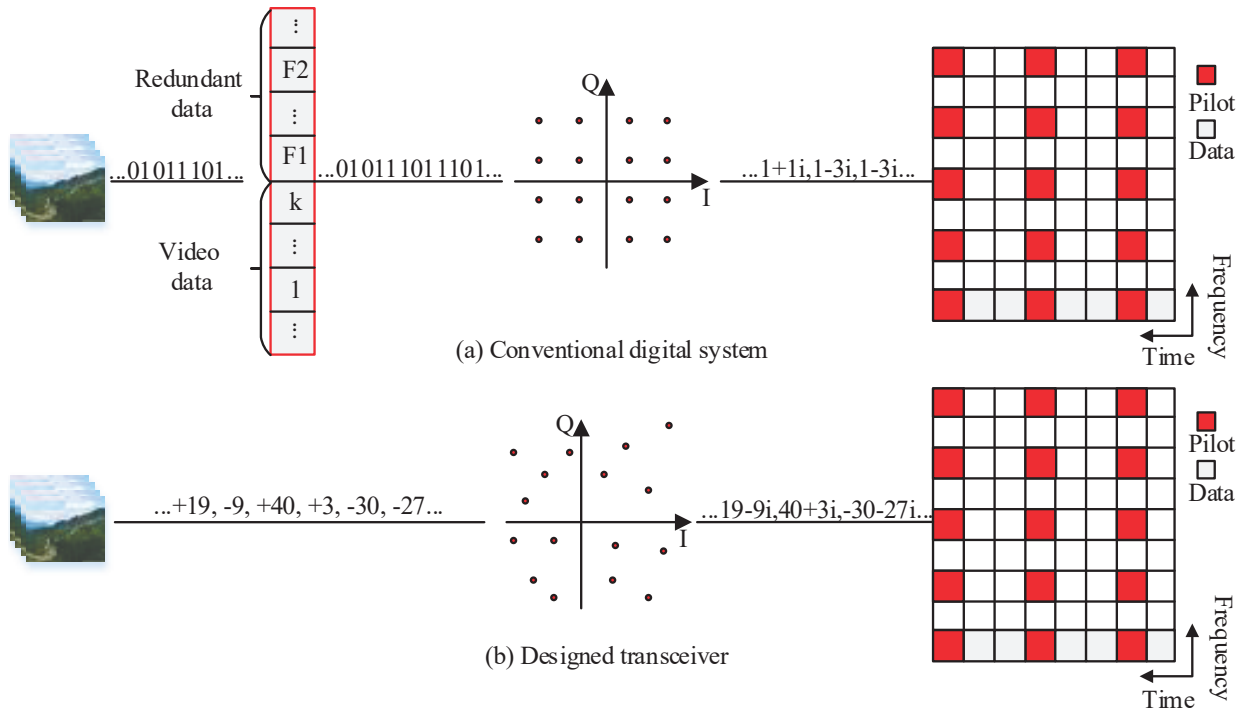 ⋮
F2
⋮
F1
k
⋮
1
⋮
Redundant
data
Video
data
...01011101...
...010111011101...
Q
I
...1+1i,1-3i,1-3i...
Pilot
Data
Frequency
Time
(a) Conventional digital system
...+19, -9, +40, +3, -30, -27...
Q
I
...19-9i,40+3i,-30-27i...
Pilot
Data
Frequency
Time
(b) Designed transceiver